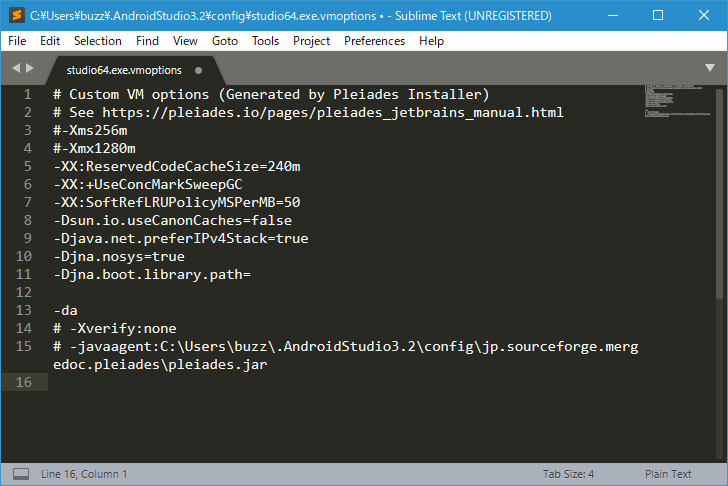 C:¥Users¥buzz¥.AndroidStudio3.2¥config¥studio64.exe.vmoptions • - Sublime Text (UNREGISTERED)
File Edit Selection Find View Goto Tools Project Preferences Help
studio64.exe.vmoptions
1 # Custom VM options (Generated by Pleiades Installer)
2 # See https://pleiades.io/pages/pleiades_jetbrains_manual.html
3 #-Xms256m
4 #-Xmx1280m
5 -XX:ReservedCodeCacheSize=240m
6 -XX:+UseConcMarkSweepGC
7 -XX:SoftRefLRUPolicyMSPerMB=50
8 -Dsun.io.useCanonCaches=false
9 -Djava.net.preferIPv4Stack=true
10 -Djna.nosys=true
11 -Djna.boot.library.path=
12
13 -da
14 # -Xverify:none
15 # -javaagent:C:\Users\buzz\.AndroidStudio3.2\config\jp.sourceforge.merg
edoc.pleiades\pleiades.jar
16
Line 16, Column 1 Tab Size: 4 Plain Text